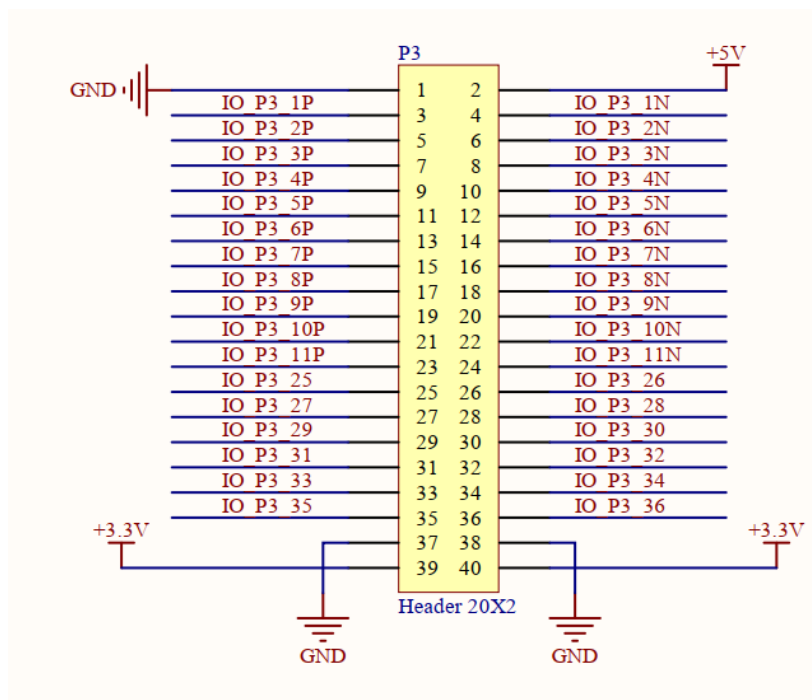 P3
+5V
GND
1 2
IO_P3_1P IO_P3_1N
3 4
IO_P3_2P IO_P3_2N
5 6
IO_P3_3P IO_P3_3N
7 8
IO_P3_4P IO_P3_4N
9 10
IO_P3_5P IO_P3_5N
11 12
IO_P3_6P IO_P3_6N
13 14
IO_P3_7P IO_P3_7N
15 16
IO_P3_8P IO_P3_8N
17 18
IO_P3_9P IO_P3_9N
19 20
IO_P3_10P IO_P3_10N
21 22
IO_P3_11P IO_P3_11N
23 24
IO_P3_25 IO_P3_26
25 26
IO_P3_27 IO_P3_28
27 28
IO_P3_29 IO_P3_30
29 30
IO_P3_31 IO_P3_32
31 32
IO_P3_33 IO_P3_34
33 34
IO_P3_35 IO_P3_36
35 36
+3.3V +3.3V
37 38
39 40
Header 20X2
GND GND